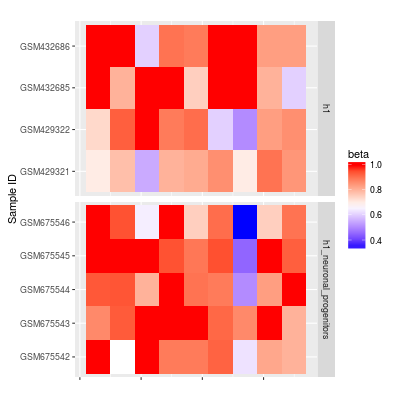 GSM432686
GSM432685
GSM429322
GSM429321
h1
GSM675546
GSM675545
GSM675544
GSM675543
GSM675542
h1_neuronal_progenitors
Sample ID
beta
1.0
0.8
0.6
0.4